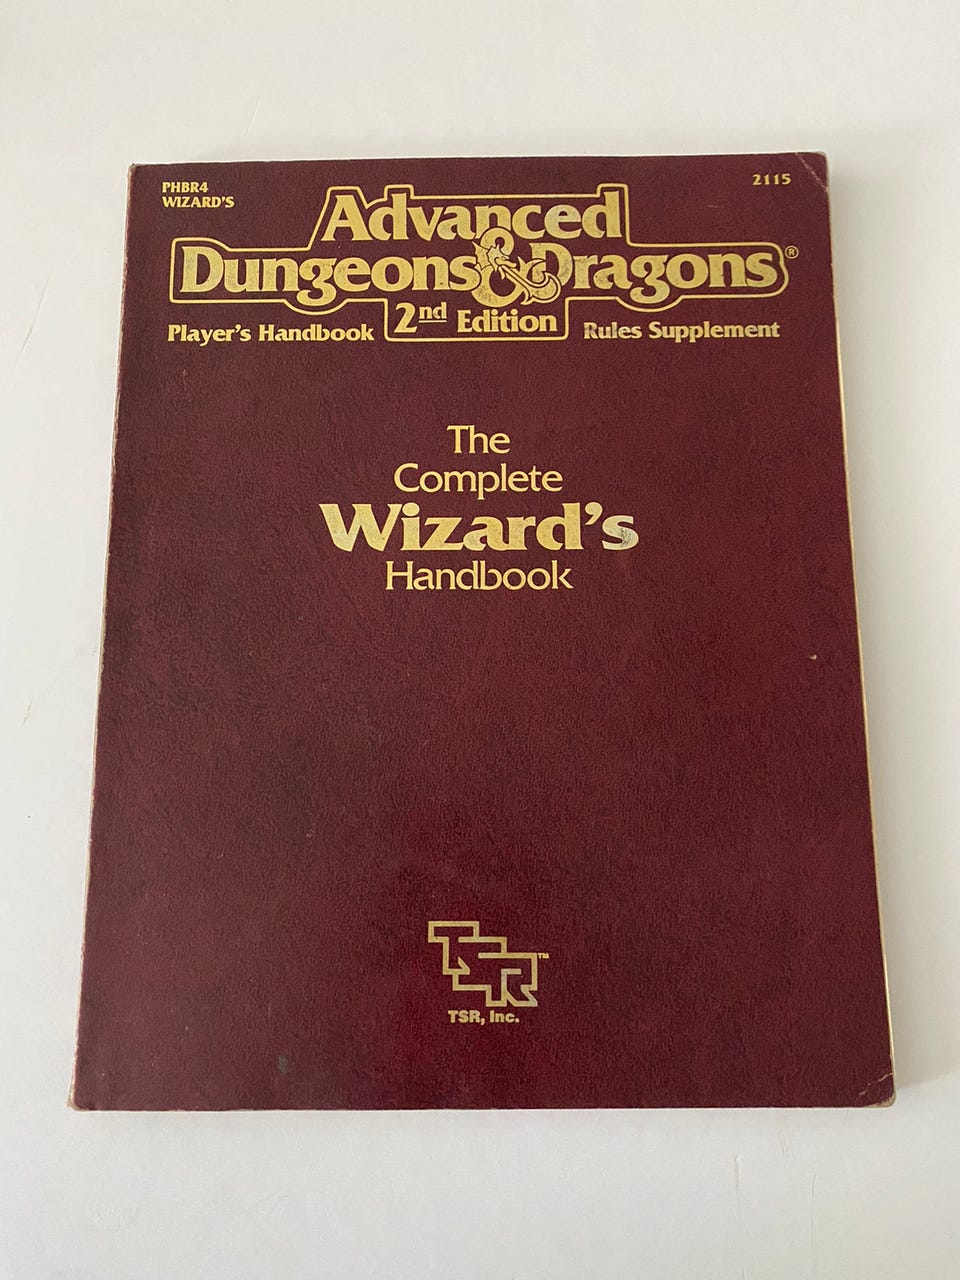 PHBR4
WIZARD'S
2115
Advanced
Dungeons & Dragons®
2nd Edition
Player's Handbook
Rules Supplement
The
Complete
Wizard's
Handbook
TSR™
TSR, Inc.